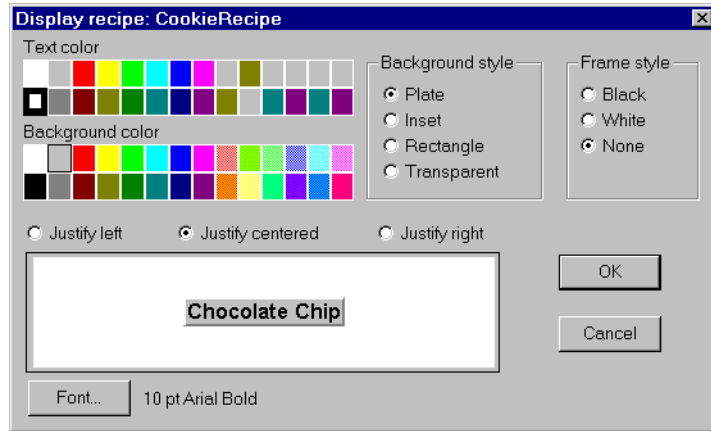 Display recipe: CookieRecipe
Text color
Background color
Background style
Plate
Inset
Rectangle
Transparent
Frame style
Black
White
None
Justify left
Justify centered
Justify right
Chocolate Chip
OK
Cancel
Font...
10 pt Arial Bold